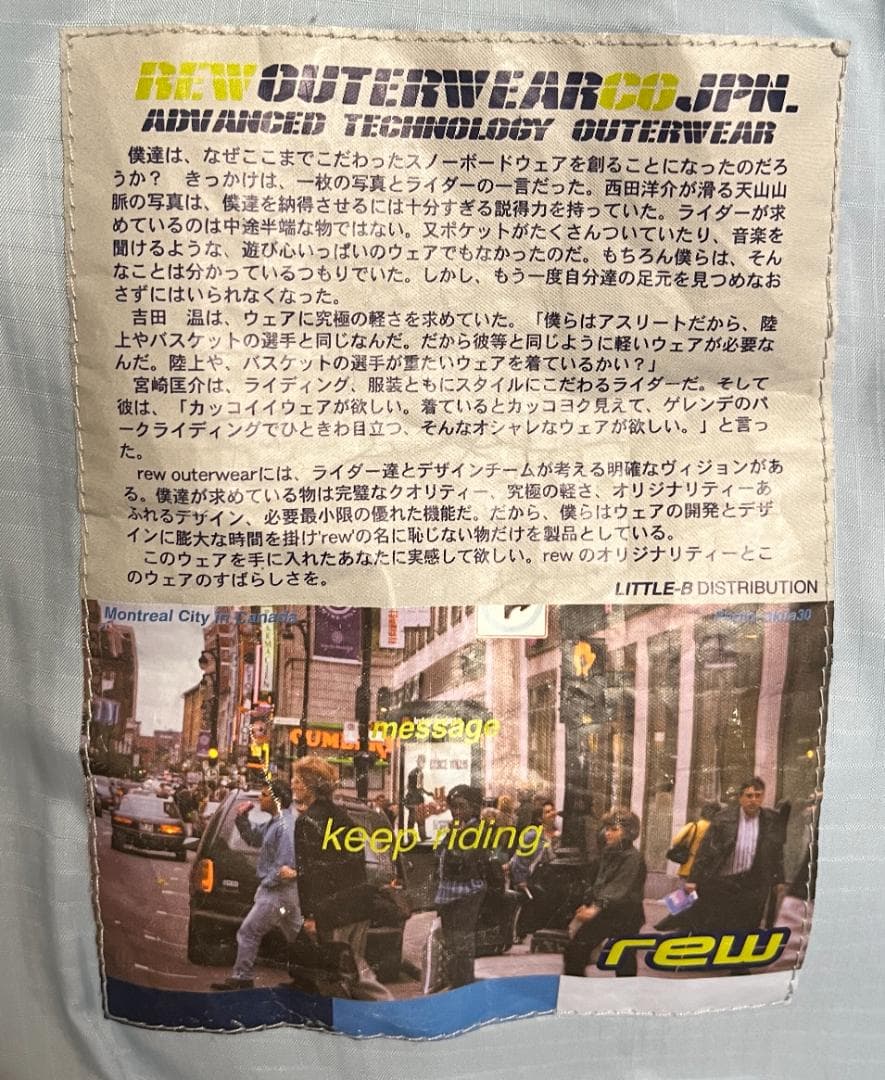 REW OUTERWEAR CO JPN.
ADVANCED TECHNOLOGY OUTERWEAR
僕達は、なぜここまでこだわったスノーボードウェアを創ることになったのだろ
うか？ きっかけは、一枚の写真とライダーの一言だった。西田洋介が滑る天山山
脈の写真は、僕達を納得させるには十分すぎる説得力を持っていた。ライダーが求
めているのは中途半端な物ではない。又ポケットがたくさんついていたり、音楽を
聞けるような、遊び心いっぱいのウェアでもなかったのだ。もちろん僕らは、そん
なことは分かっているつもりでいた。しかし、もう一度自分達の足元を見つめなお
さずにはいられなくなった。
吉田 温は、ウェアに究極の軽さを求めていた。「僕らはアスリートだから、陸
上やバスケットの選手と同じなんだ。だから彼等と同じように軽いウェアが必要な
んだ。陸上や、バスケットの選手が重たいウェアを着ているかい？」
宮崎匡介は、ライディング、服装ともにスタイルにこだわるライダーだ。そして
彼は、「カッコイイウェアが欲しい。着ているとカッコヨク見えて、ゲレンデのパ
ークライディングでひときわ目立つ、そんなオシャレなウェアが欲しい。」と言っ
た。
rew outerwearには、ライダー達とデザインチームが考える明確なヴィジョンがあ
る。僕達が求めている物は完璧なクオリティー、究極の軽さ、オリジナリティーあ
ふれるデザイン、必要最小限の優れた機能だ。だから、僕らはウェアの開発とデザ
インに膨大な時間を掛け'rew'の名に恥じない物だけを製品としている。
このウェアを手に入れたあなたに実感して欲しい。rew のオリジナリティーとこ
のウェアのすばらしさを。
LITTLE-B DISTRIBUTION
Montreal City in Canada
message
keep riding.
rew